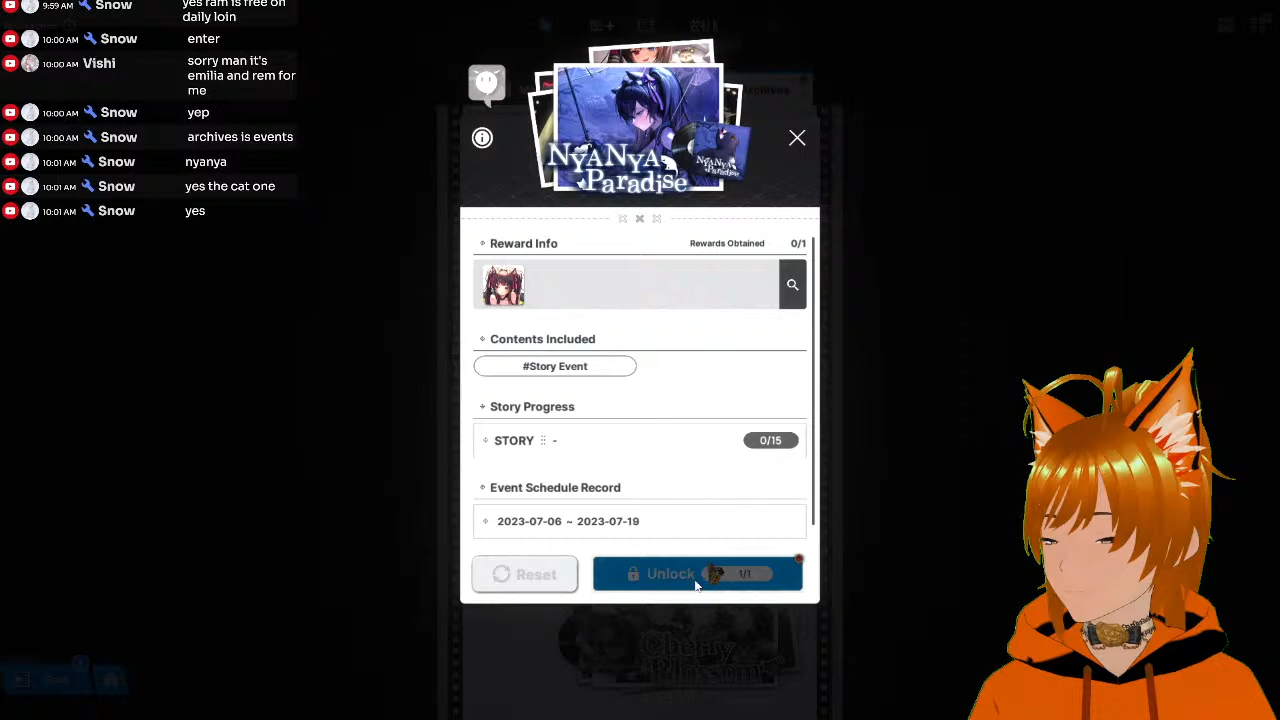 9:59 AM Snow yes ram is free on
daily loin
10:00 AM Snow enter
10:00 AM Vishi sorry man it's
emilia and rem for
me
10:00 AM Snow yep
10:00 AM Snow archives is events
10:01 AM Snow nyanya
10:01 AM Snow yes the cat one
10:01 AM Snow yes
NYANYA
Paradise
NYANYA
Paradise
Reward Info Rewards Obtained 0/1
Contents Included
#Story Event
Story Progress
STORY - 0/15
Event Schedule Record
2023-07-06 ~ 2023-07-19
Reset Unlock 1/1
Cherry
Blossom